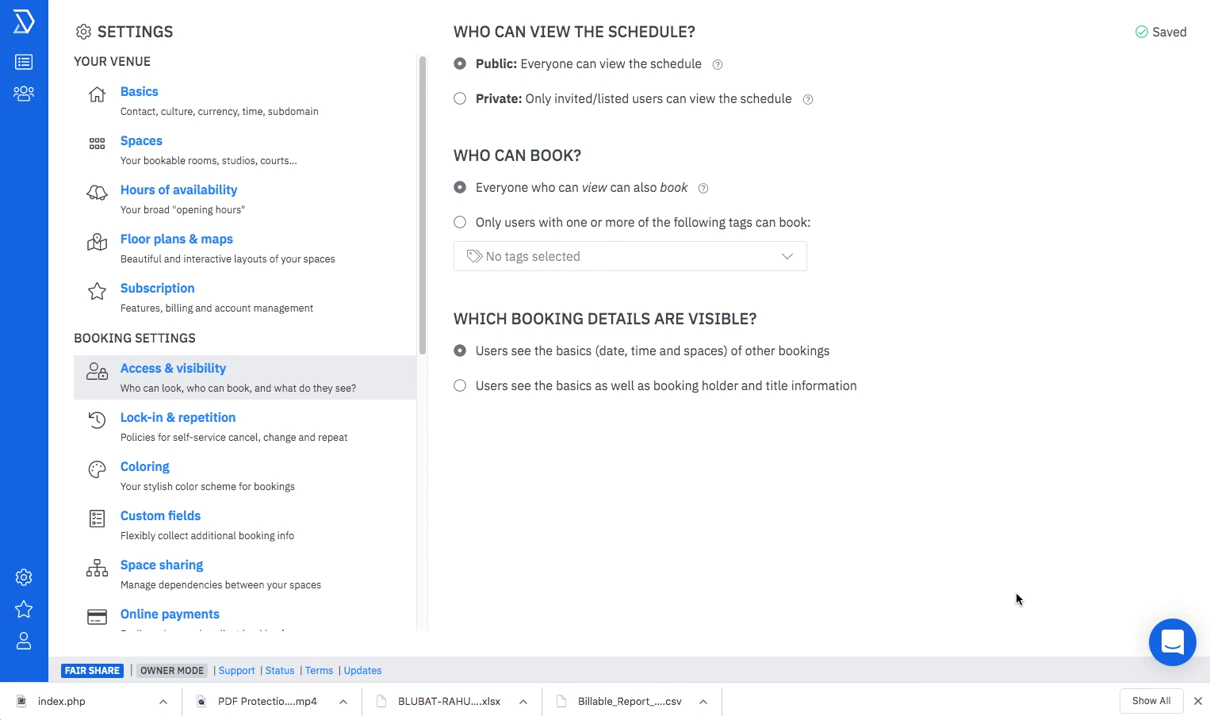 SETTINGS
YOUR VENUE
Basics
Contact, culture, currency, time, subdomain
Spaces
Your bookable rooms, studios, courts...
Hours of availability
Your broad "opening hours"
Floor plans & maps
Beautiful and interactive layouts of your spaces
Subscription
Features, billing and account management
BOOKING SETTINGS
Access & visibility
Who can look, who can book, and what do they see?
Lock-in & repetition
Policies for self-service cancel, change and repeat
Coloring
Your stylish color scheme for bookings
Custom fields
Flexibly collect additional booking info
Space sharing
Manage dependencies between your spaces
Online payments
WHO CAN VIEW THE SCHEDULE?
Saved
Public: Everyone can view the schedule ?
Private: Only invited/listed users can view the schedule ?
WHO CAN BOOK?
Everyone who can view can also book ?
Only users with one or more of the following tags can book:
No tags selected
WHICH BOOKING DETAILS ARE VISIBLE?
Users see the basics (date, time and spaces) of other bookings
Users see the basics as well as booking holder and title information
FAIR SHARE | OWNER MODE | Support | Status | Terms | Updates
index.php
PDF Protectio....mp4
BLUBAT-RAHU....xlsx
Billable_Report_....csv
Show All